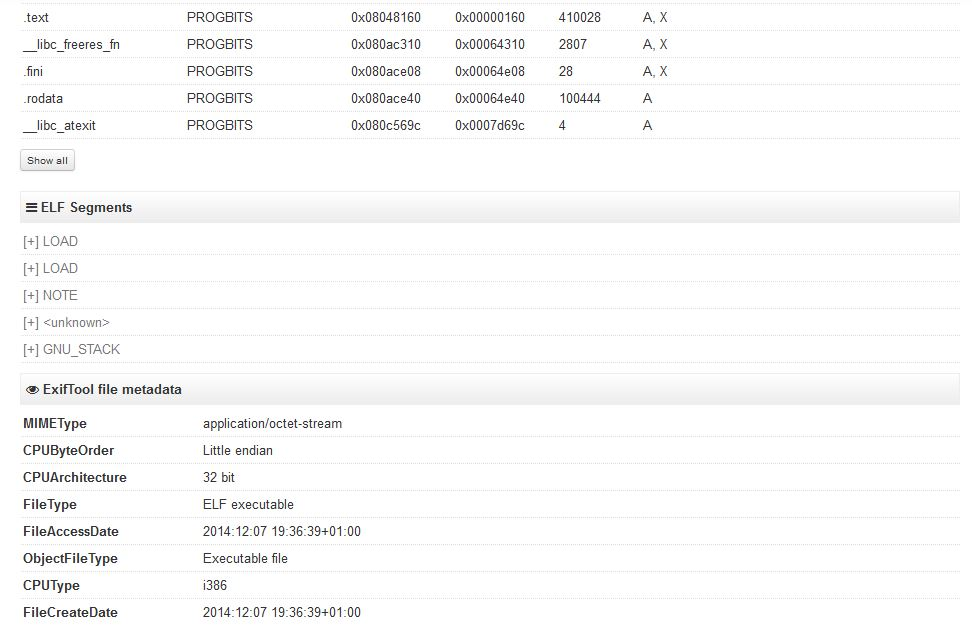 .text PROGBITS 0x08048160 0x00000160 410028 A, X
__libc_freeres_fn PROGBITS 0x080ac310 0x00064310 2807 A, X
.fini PROGBITS 0x080ace08 0x00064e08 28 A, X
.rodata PROGBITS 0x080ace40 0x00064e40 100444 A
__libc_atexit PROGBITS 0x080c569c 0x0007d69c 4 A
Show all
ELF Segments
[+] LOAD
[+] LOAD
[+] NOTE
[+] <unknown>
[+] GNU_STACK
ExifTool file metadata
MIMEType application/octet-stream
CPUByteOrder Little endian
CPUArchitecture 32 bit
FileType ELF executable
FileAccessDate 2014:12:07 19:36:39+01:00
ObjectFileType Executable file
CPUType i386
FileCreateDate 2014:12:07 19:36:39+01:00